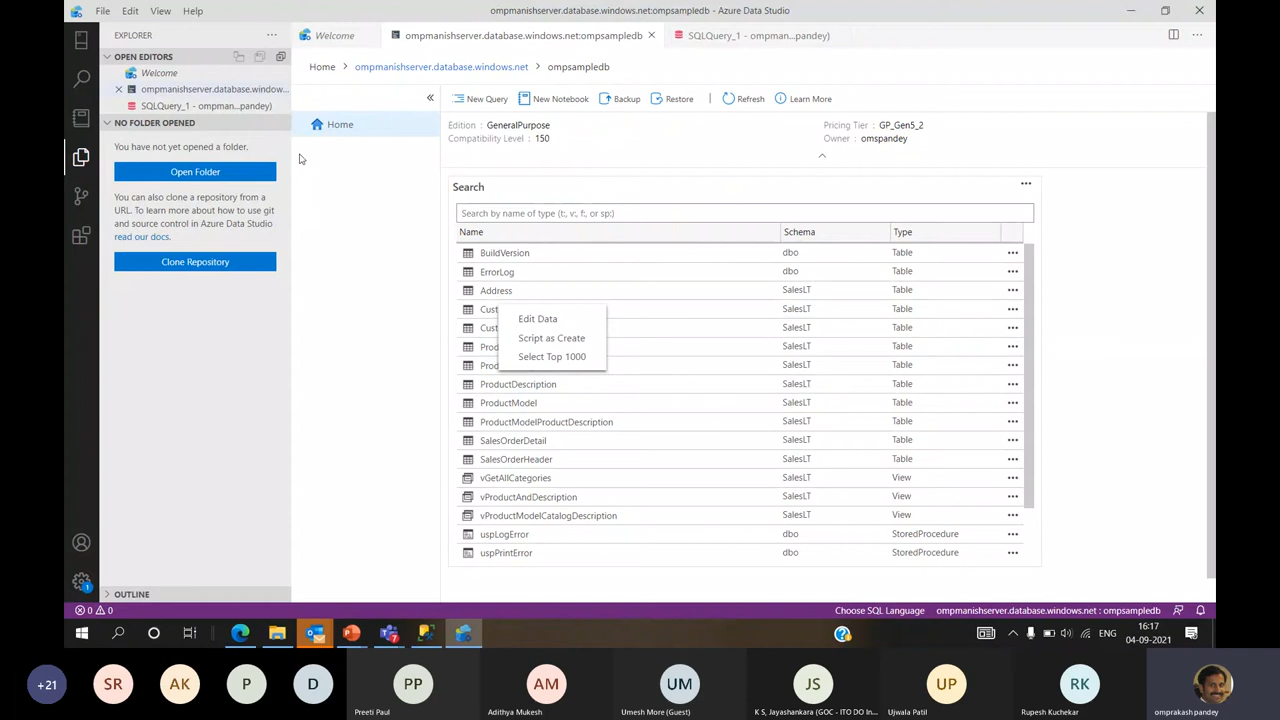 File Edit View Help
ompmanishserver.database.windows.net:ompsampledb - Azure Data Studio
EXPLORER
Welcome
ompmanishserver.database.windows.net:ompsampledb
SQLQuery_1 - ompman...pandey)
OPEN EDITORS
Welcome
ompmanishserver.database.window...
SQLQuery_1 - ompman...pandey)
NO FOLDER OPENED
You have not yet opened a folder.
Open Folder
You can also clone a repository from a
URL. To learn more about how to use git
and source control in Azure Data Studio
read our docs.
Clone Repository
OUTLINE
Home
ompmanishserver.database.windows.net
ompsampledb
Home
New Query
New Notebook
Backup
Restore
Refresh
Learn More
Edition : GeneralPurpose
Compatibility Level : 150
Pricing Tier : GP_Gen5_2
Owner : omspandey
Search
Search by name of type (t:, v:, f:, or sp:)
Name Schema Type
BuildVersion dbo Table
ErrorLog dbo Table
Address SalesLT Table
Cust SalesLT Table
Cust SalesLT Table
Prod SalesLT Table
Prod SalesLT Table
Edit Data
Script as Create
Select Top 1000
ProductDescription SalesLT Table
ProductModel SalesLT Table
ProductModelProductDescription SalesLT Table
SalesOrderDetail SalesLT Table
SalesOrderHeader SalesLT Table
vGetAllCategories SalesLT View
vProductAndDescription SalesLT View
vProductModelCatalogDescription SalesLT View
uspLogError dbo StoredProcedure
uspPrintError dbo StoredProcedure
0 0
Choose SQL Language
ompmanishserver.database.windows.net : ompsampledb
1
ENG
16:17
04-09-2021
+21
SR
AK
P
D
PP
AM
UM
JS
UP
RK
Preeti Paul
Adithya Mukesh
Umesh More (Guest)
K S, Jayashankara (GOC - ITO DO In...
Ujwala Patil
Rupesh Kuchekar
omprakash pandey